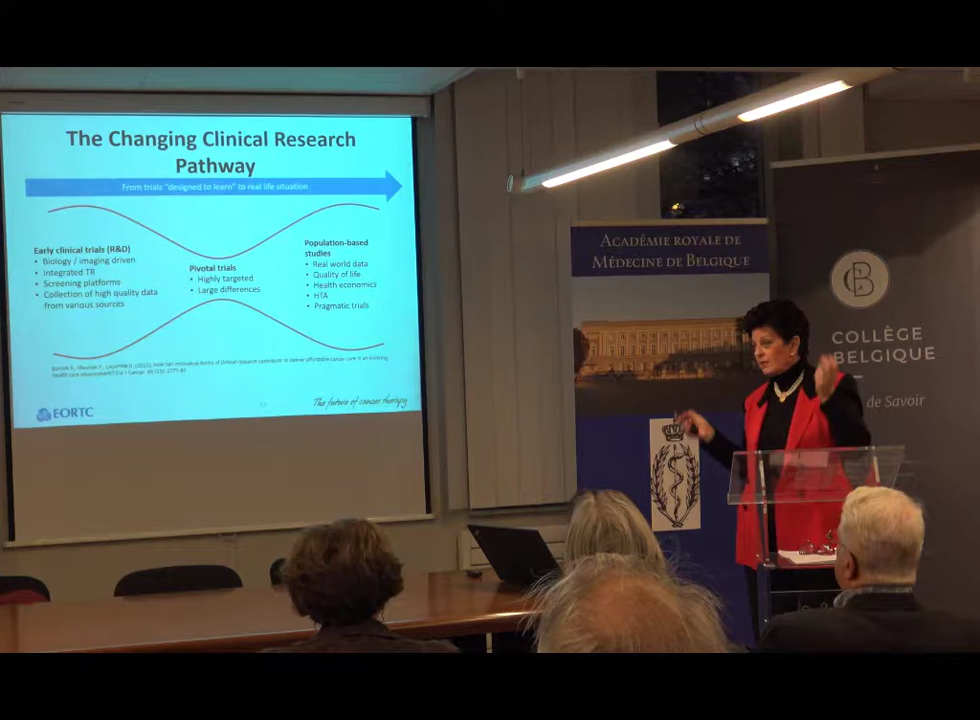 The Changing Clinical Research
Pathway
From trials "designed to learn" to real life situation
Early clinical trials (R&D)
• Biology / imaging driven
• Integrated TR
• Screening platforms
• Collection of high quality data
from various sources
Pivotal trials
• Highly targeted
• Large differences
Population-based
studies
• Real world data
• Quality of life
• Health economics
• HTA
• Pragmatic trials
EORTC
The future of cancer therapy
ACADÉMIE ROYALE DE
MÉDECINE DE BELGIQUE
CB
COLLÈGE
BELGIQUE
de Savoir